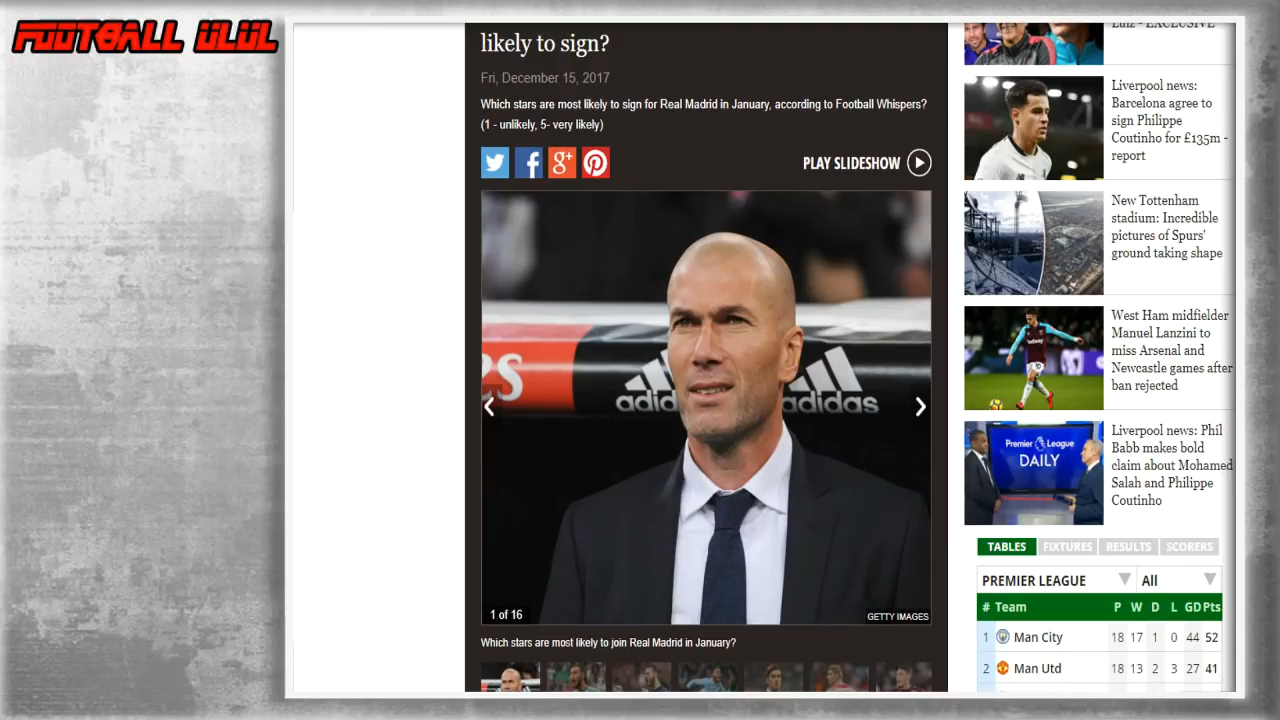 FOOTBALL ULUL
likely to sign?
Fri, December 15, 2017
Which stars are most likely to sign for Real Madrid in January, according to Football Whispers?
(1 - unlikely, 5- very likely)
PLAY SLIDESHOW
adidas
adidas
1 of 16
GETTY IMAGES
Which stars are most likely to join Real Madrid in January?
Luiz - EXCLUSIVE
Liverpool news:
Barcelona agree to
sign Philippe
Coutinho for £135m -
report
New Tottenham
stadium: Incredible
pictures of Spurs'
ground taking shape
West Ham midfielder
Manuel Lanzini to
miss Arsenal and
Newcastle games after
ban rejected
Premier League
DAILY
Liverpool news: Phil
Babb makes bold
claim about Mohamed
Salah and Philippe
Coutinho
TABLES FIXTURES RESULTS SCORERS
PREMIER LEAGUE All
# Team P W D L GD Pts
1 Man City 18 17 1 0 44 52
2 Man Utd 18 13 2 3 27 41